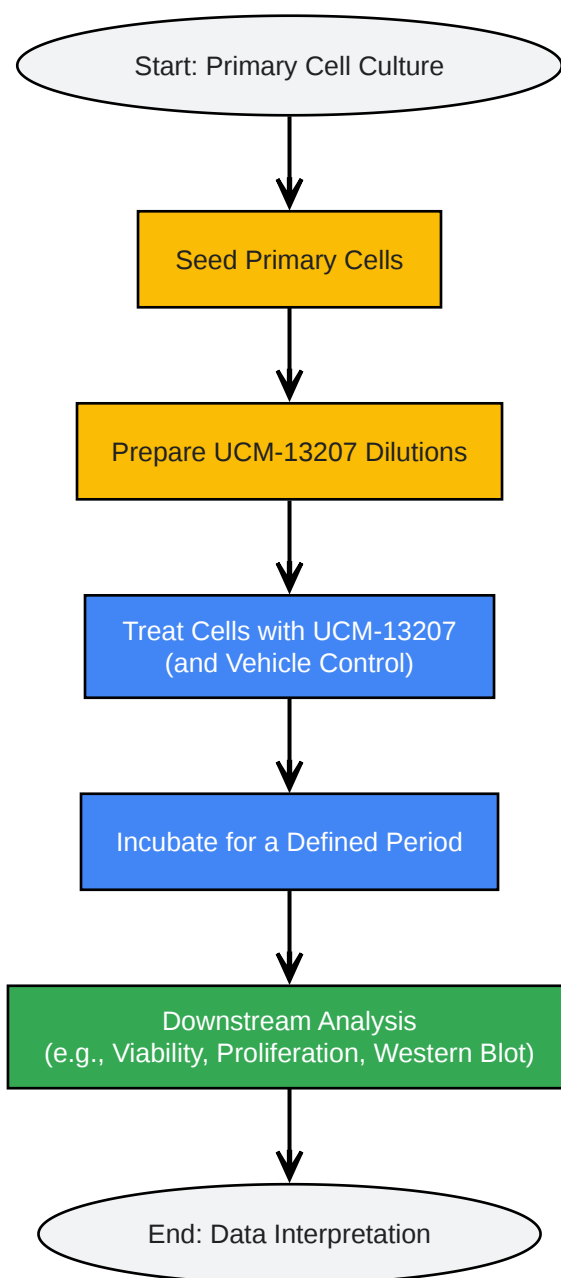 Start: Primary Cell Culture
Seed Primary Cells
Prepare UCM-13207 Dilutions
Treat Cells with UCM-13207
(and Vehicle Control)
Incubate for a Defined Period
Downstream Analysis
(e.g., Viability, Proliferation, Western Blot)
End: Data Interpretation